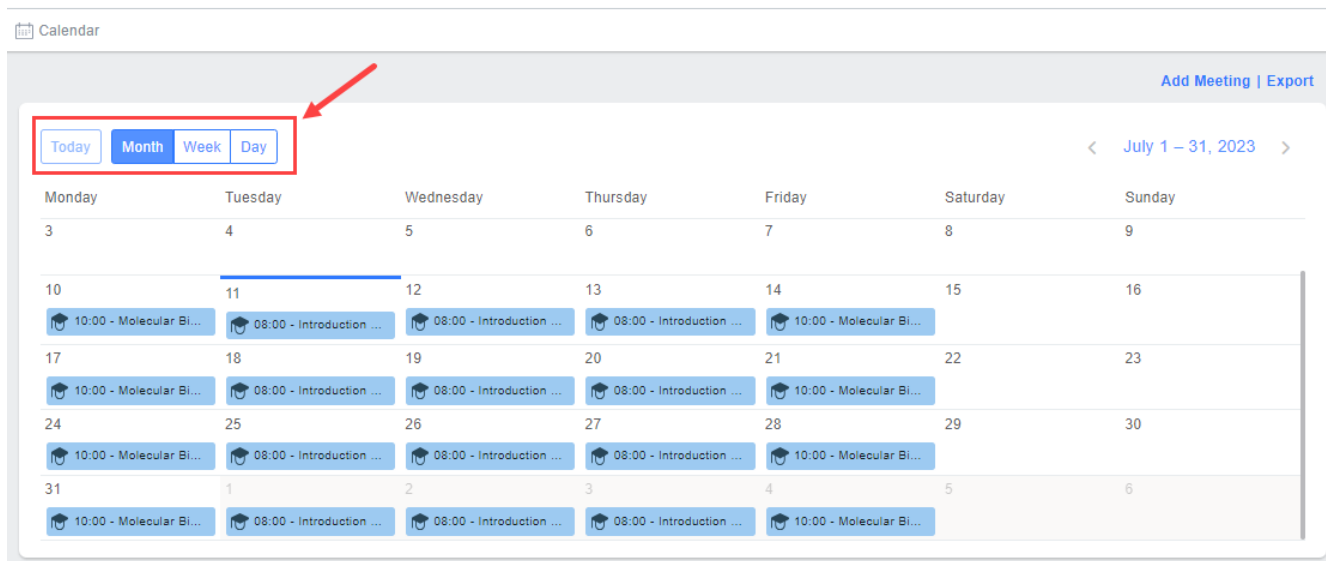 Calendar
Add Meeting | Export
Today Month Week Day July 1 – 31, 2023
Monday Tuesday Wednesday Thursday Friday Saturday Sunday
3 4 5 6 7 8 9
10 11 12 13 14 15 16
10:00 - Molecular Bi... 08:00 - Introduction ... 08:00 - Introduction ... 08:00 - Introduction ... 10:00 - Molecular Bi...
17 18 19 20 21 22 23
10:00 - Molecular Bi... 08:00 - Introduction ... 08:00 - Introduction ... 08:00 - Introduction ... 10:00 - Molecular Bi...
24 25 26 27 28 29 30
10:00 - Molecular Bi... 08:00 - Introduction ... 08:00 - Introduction ... 08:00 - Introduction ... 10:00 - Molecular Bi...
31 1 2 3 4 5 6
10:00 - Molecular Bi... 08:00 - Introduction ... 08:00 - Introduction ... 08:00 - Introduction ... 10:00 - Molecular Bi...